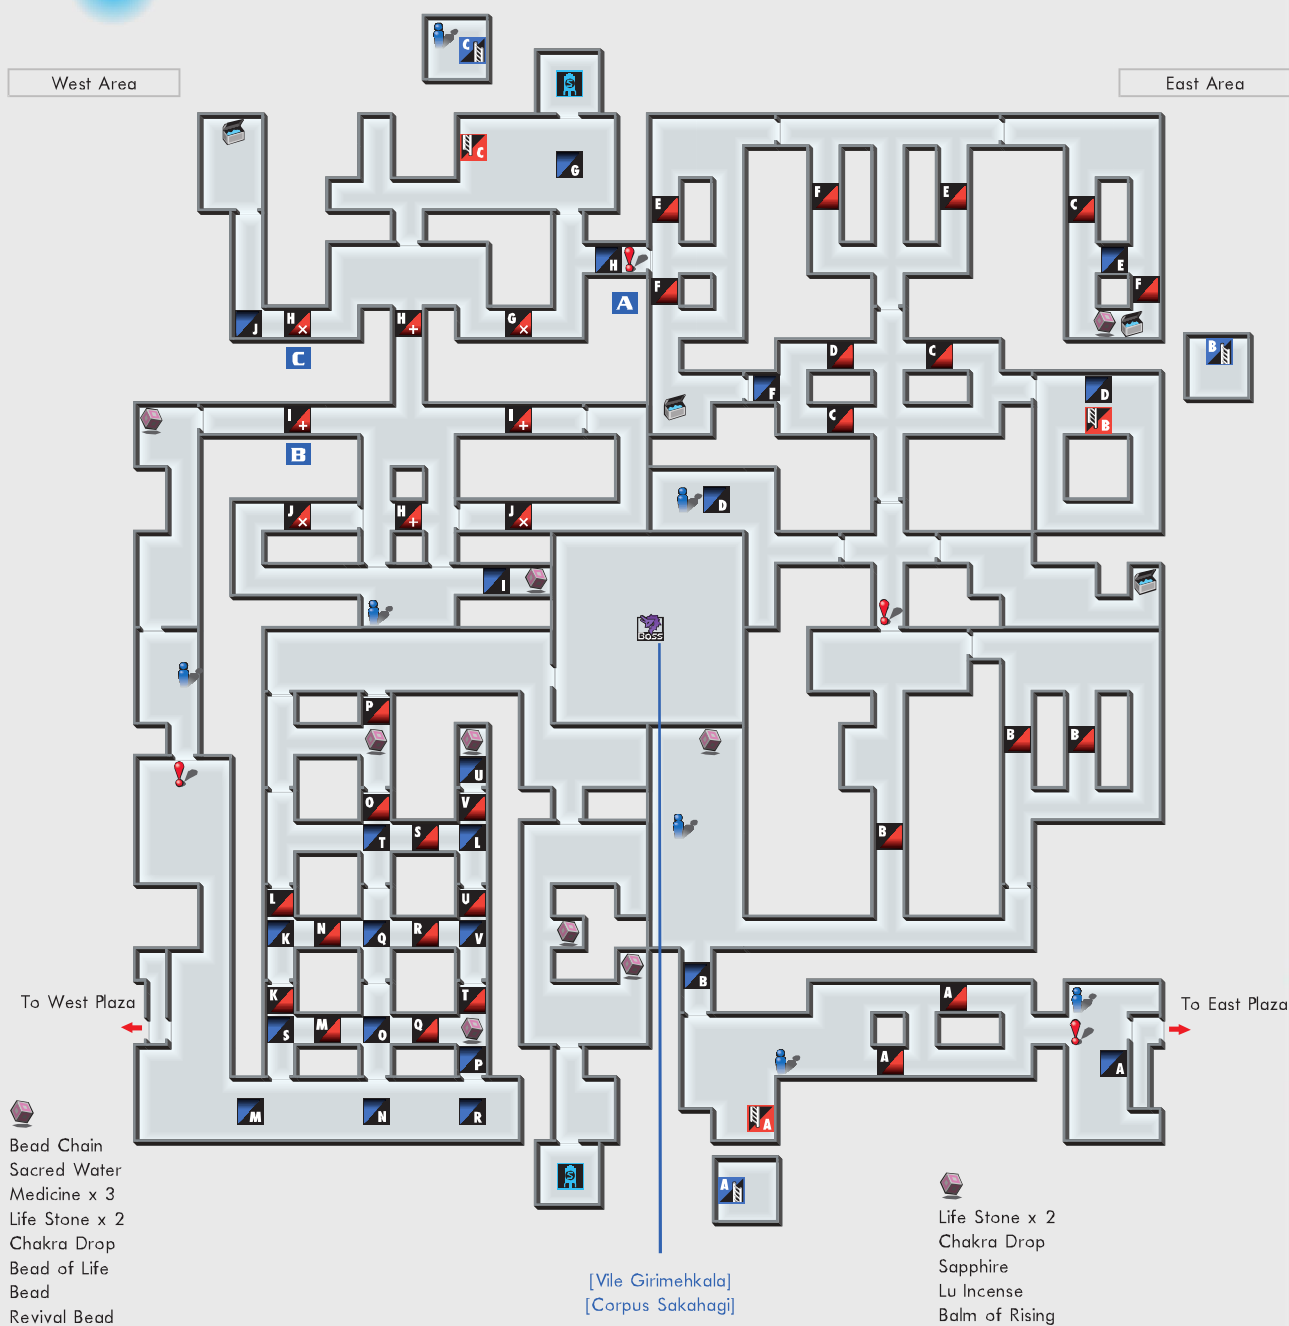 C
West Area
S
East Area
C
G
E
F
E
C
H
E
F
F
A
J
H
H
G
C
D
C
B
F
D
I
I
C
B
B
D
J
H
J
I
BOSS
P
B
B
U
O
V
T
S
L
B
L
U
K
N
Q
R
V
B
To West Plaza
K
T
A
To East Plaza
S
M
O
Q
P
A
A
M
N
R
A
S
A
Bead Chain
Sacred Water
Medicine x 3
Life Stone x 2
Chakra Drop
Bead of Life
Bead
Revival Bead
[Vile Girimehkala]
[Corpus Sakahagi]
Life Stone x 2
Chakra Drop
Sapphire
Lu Incense
Balm of Rising